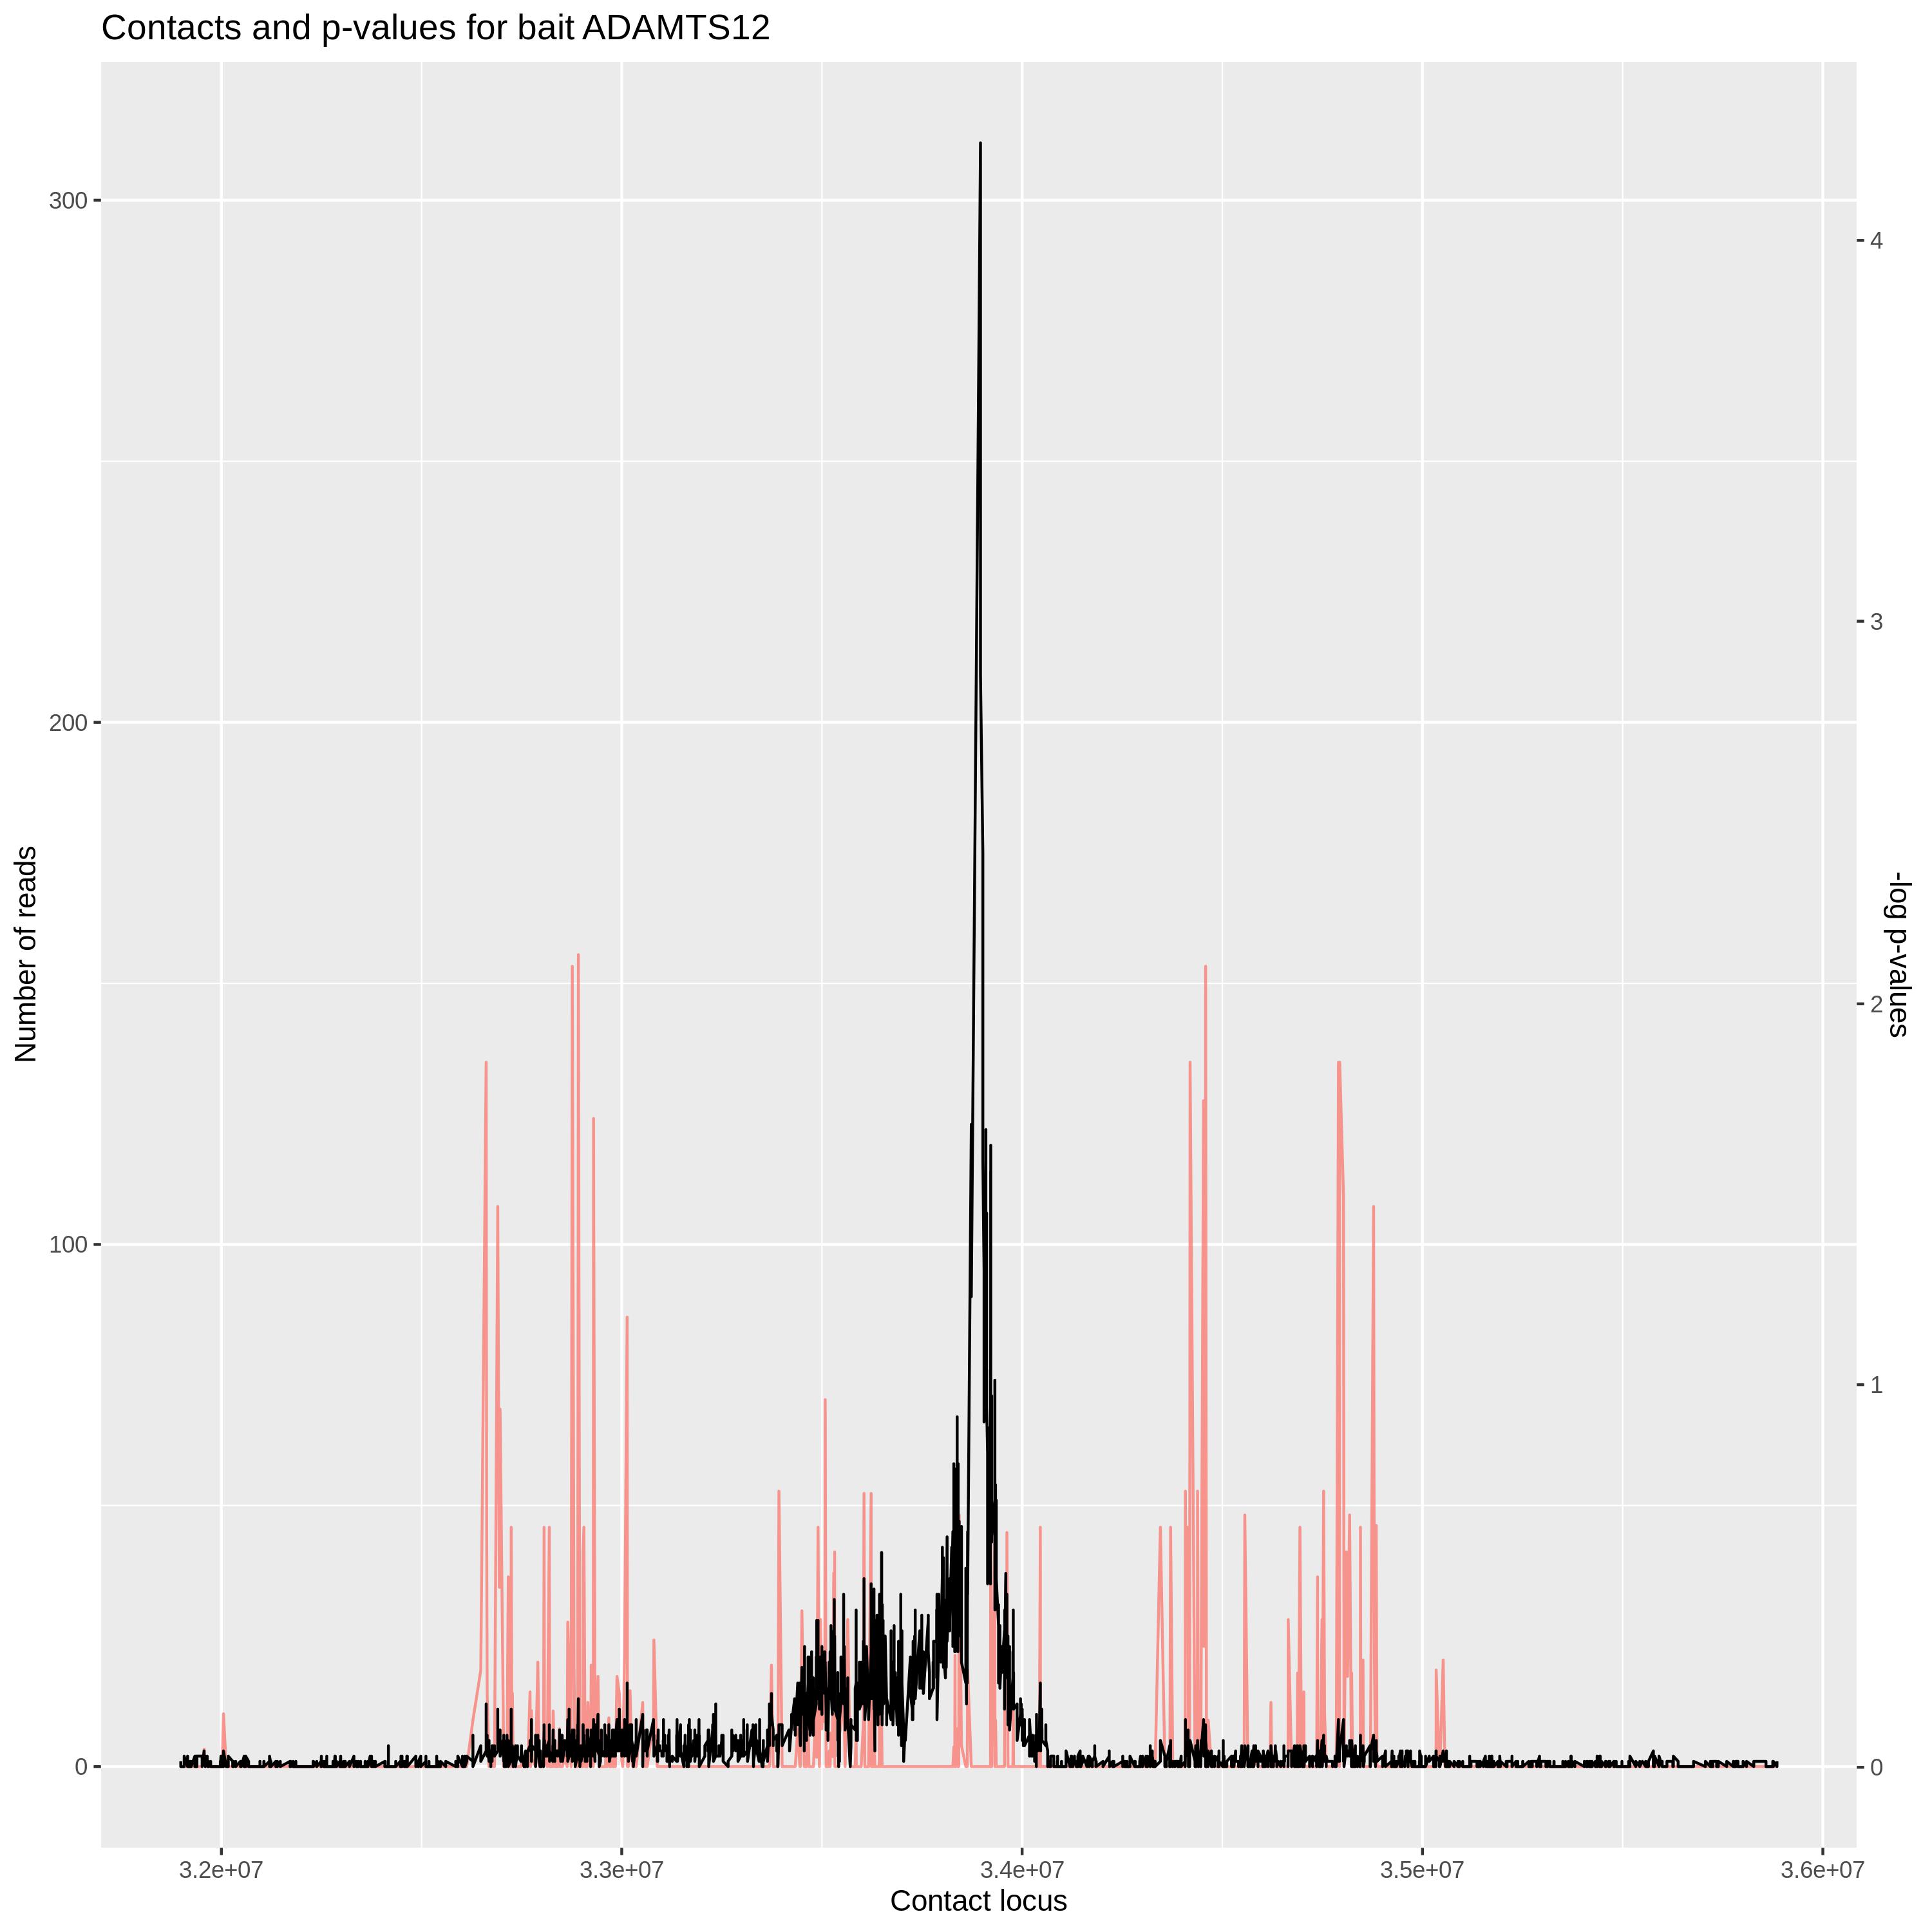 Contacts and p-values for bait ADAMTS12
300
200
100
0
4
3
2
1
0
Number of reads
-log p-values
3.2e+07 3.3e+07 3.4e+07 3.5e+07 3.6e+07
Contact locus